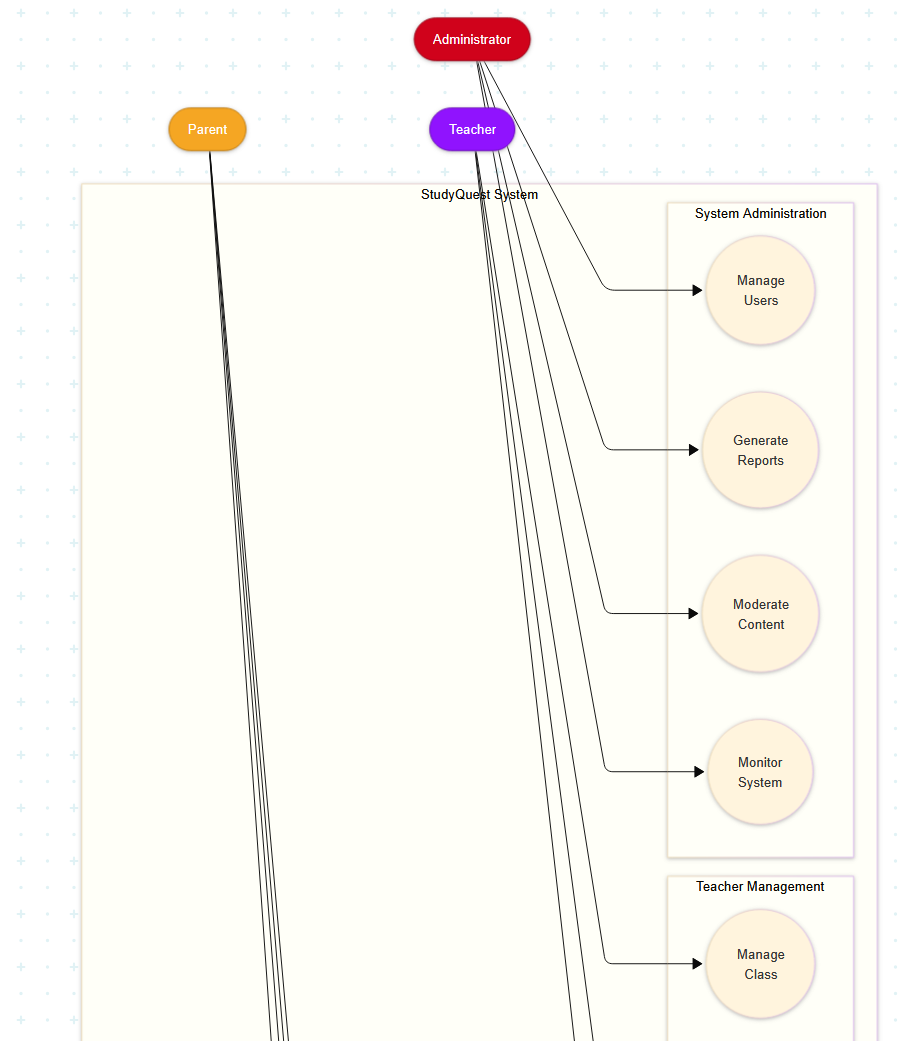 Administrator
Parent
Teacher
StudyQuest System
System Administration
Manage
Users
Generate
Reports
Moderate
Content
Monitor
System
Teacher Management
Manage
Class